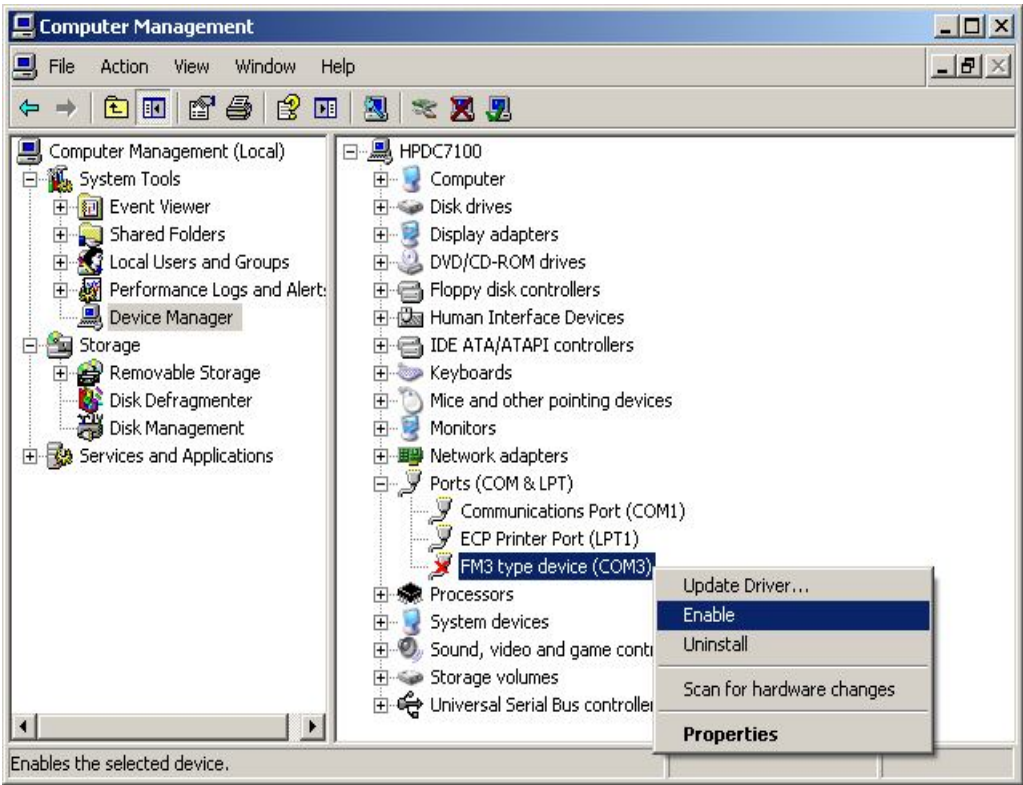 Computer Management
File Action View Window Help
Computer Management (Local)
System Tools
Event Viewer
Shared Folders
Local Users and Groups
Performance Logs and Alert
Device Manager
Storage
Removable Storage
Disk Defragmenter
Disk Management
Services and Applications
HPDC7100
Computer
Disk drives
Display adapters
DVD/CD-ROM drives
Floppy disk controllers
Human Interface Devices
IDE ATA/ATAPI controllers
Keyboards
Mice and other pointing devices
Monitors
Network adapters
Ports (COM & LPT)
Communications Port (COM1)
ECP Printer Port (LPT1)
FM3 type device (COM3)
Processors
System devices
Sound, video and game cont
Storage volumes
Universal Serial Bus controller
Update Driver...
Enable
Uninstall
Scan for hardware changes
Properties
Enables the selected device.